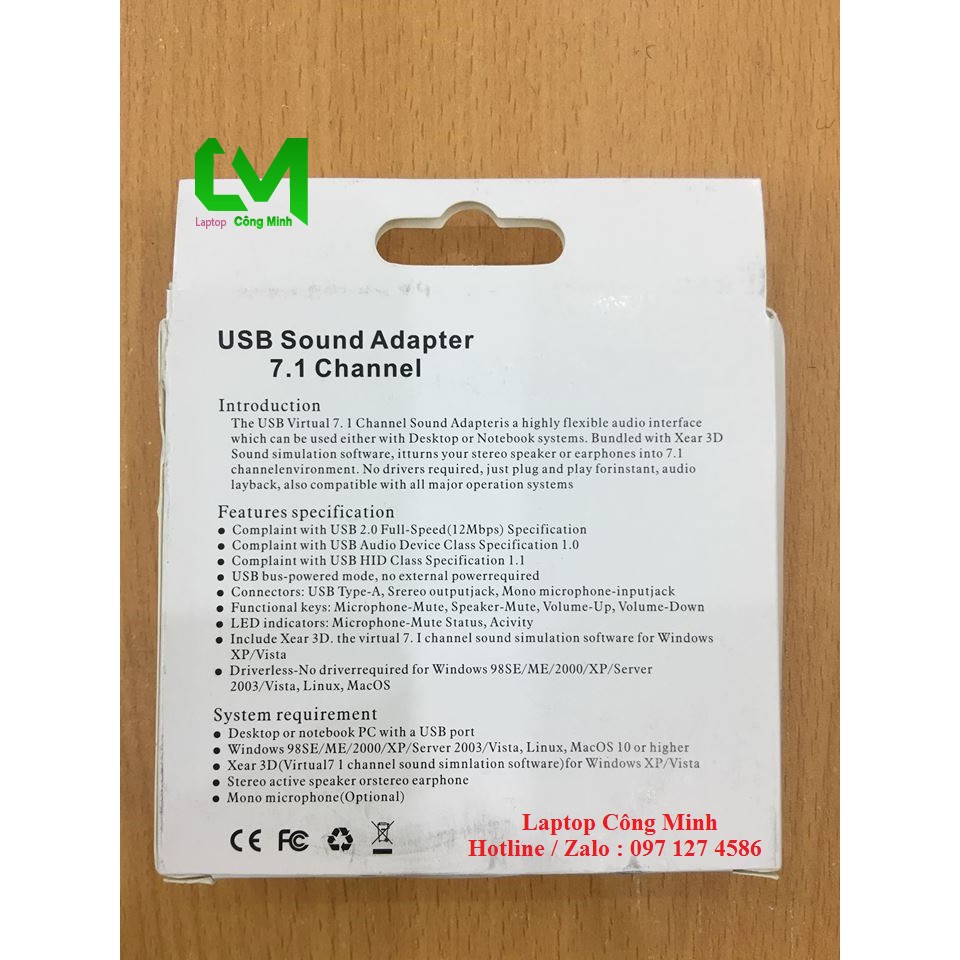 CM
Laptop Công Minh
USB Sound Adapter
7.1 Channel
Introduction
The USB Virtual 7. 1 Channel Sound Adapteris a highly flexible audio interface
which can be used either with Desktop or Notebook systems. Bundled with Xear 3D
Sound simulation software, itturns your stereo speaker or earphones into 7.1
channelenvironment. No drivers required, just plug and play forinstant, audio
layback, also compatible with all major operation systems
Features specification
● Complaint with USB 2.0 Full-Speed(12Mbps) Specification
● Complaint with USB Audio Device Class Specification 1.0
● Complaint with USB HID Class Specification 1.1
● USB bus-powered mode, no external powerrequired
● Connectors: USB Type-A, Srereo outputjack, Mono microphone-inputjack
● Functional keys: Microphone-Mute, Speaker-Mute, Volume-Up, Volume-Down
● LED indicators: Microphone-Mute Status, Acivity
● Include Xear 3D. the virtual 7. I channel sound simulation software for Windows
XP/Vista
● Driverless-No driverrequired for Windows 98SE/ME/2000/XP/Server
2003/Vista, Linux, MacOS
System requirement
● Desktop or notebook PC with a USB port
● Windows 98SE/ME/2000/XP/Server 2003/Vista, Linux, MacOS 10 or higher
● Xear 3D(Virtual7 1 channel sound simnlation software)for Windows XP/Vista
● Stereo active speaker orstereo earphone
● Mono microphone(Optional)
CE FC
Laptop Công Minh
Hotline / Zalo : 097 127 4586